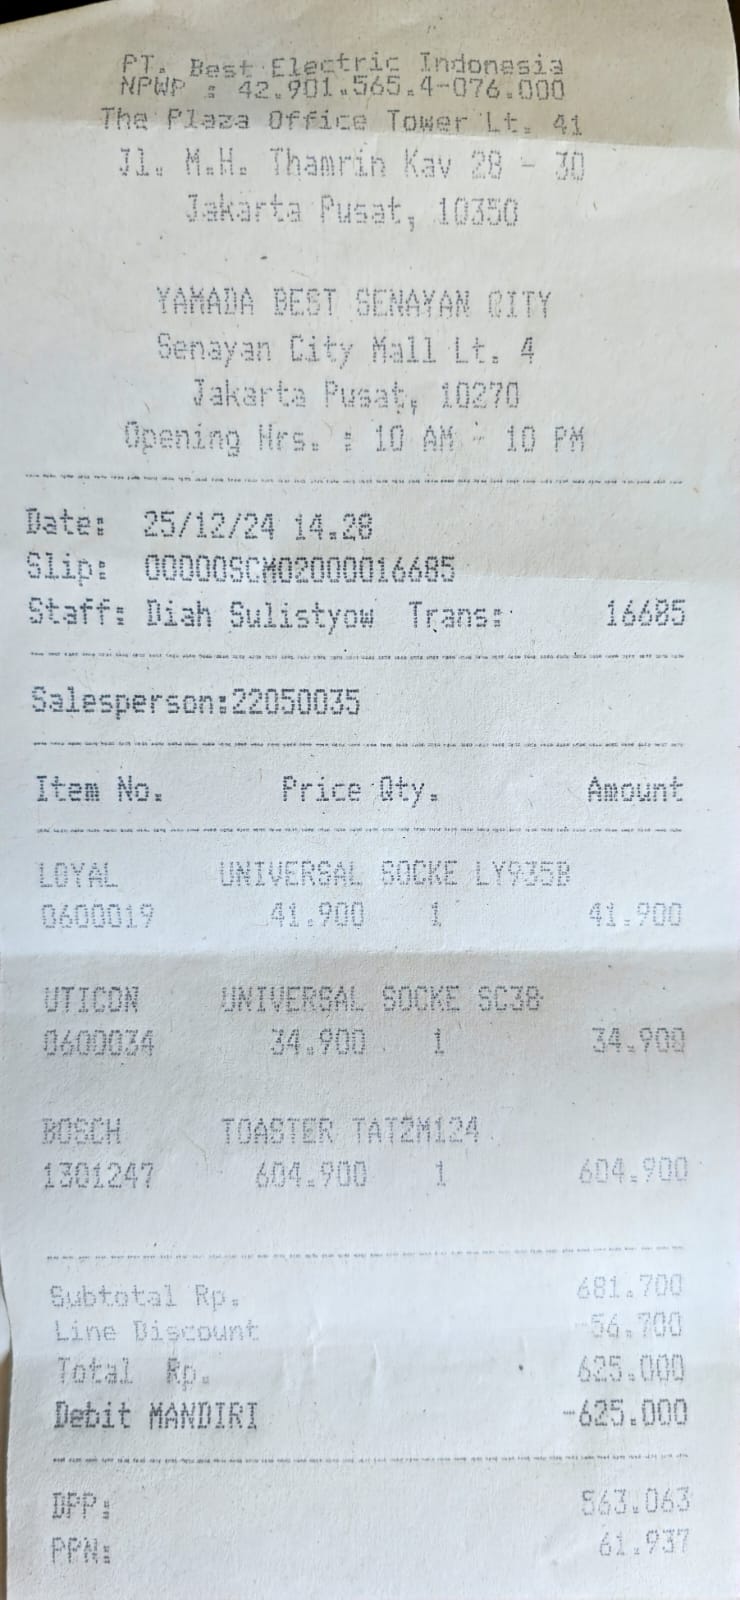 PT. Best Electric Indonesia
NPWP : 42.901.565.4-076.000
The Plaza Office Tower Lt. 41
Jl. M.H. Thamrin Kav 28 - 30
Jakarta Pusat, 10350
YAMADA BEST SENAYAN CITY
Senayan City Mall Lt. 4
Jakarta Pusat, 10270
Opening Hrs. : 10 AM - 10 PM
Date: 25/12/24 14.28
Slip: 00000SCM02000016685
Staff: Diah Sulistyow Trans: 16685
Salesperson:22050035
Item No. Price Qty. Amount
LOYAL UNIVERSAL SOCKE LY935B
0600019 41.900 1 41.900
UTICON UNIVERSAL SOCKE SC38
0600034 34.900 1 34.900
BOSCH TOASTER TAT2M124
1301247 604.900 1 604.900
Subtotal Rp. 681.700
Line Discount -56.700
Total Rp. 625.000
Debit MANDIRI -625.000
DPP: 563.063
PPN: 61.937